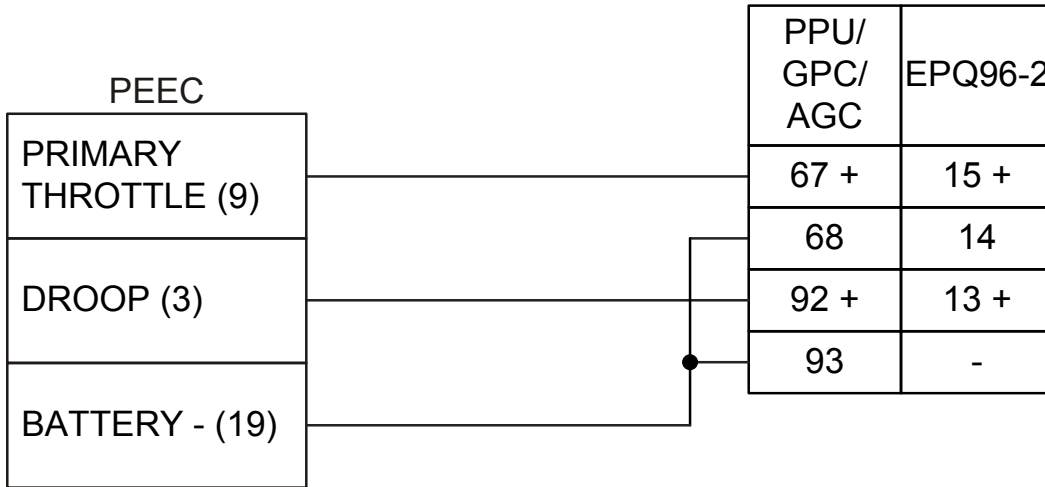 PEEC
PRIMARY
THROTTLE (9)
DROOP (3)
BATTERY - (19)
PPU/
GPC/
AGC
EPQ96-2
67 +
15 +
68
14
92 +
13 +
93
-